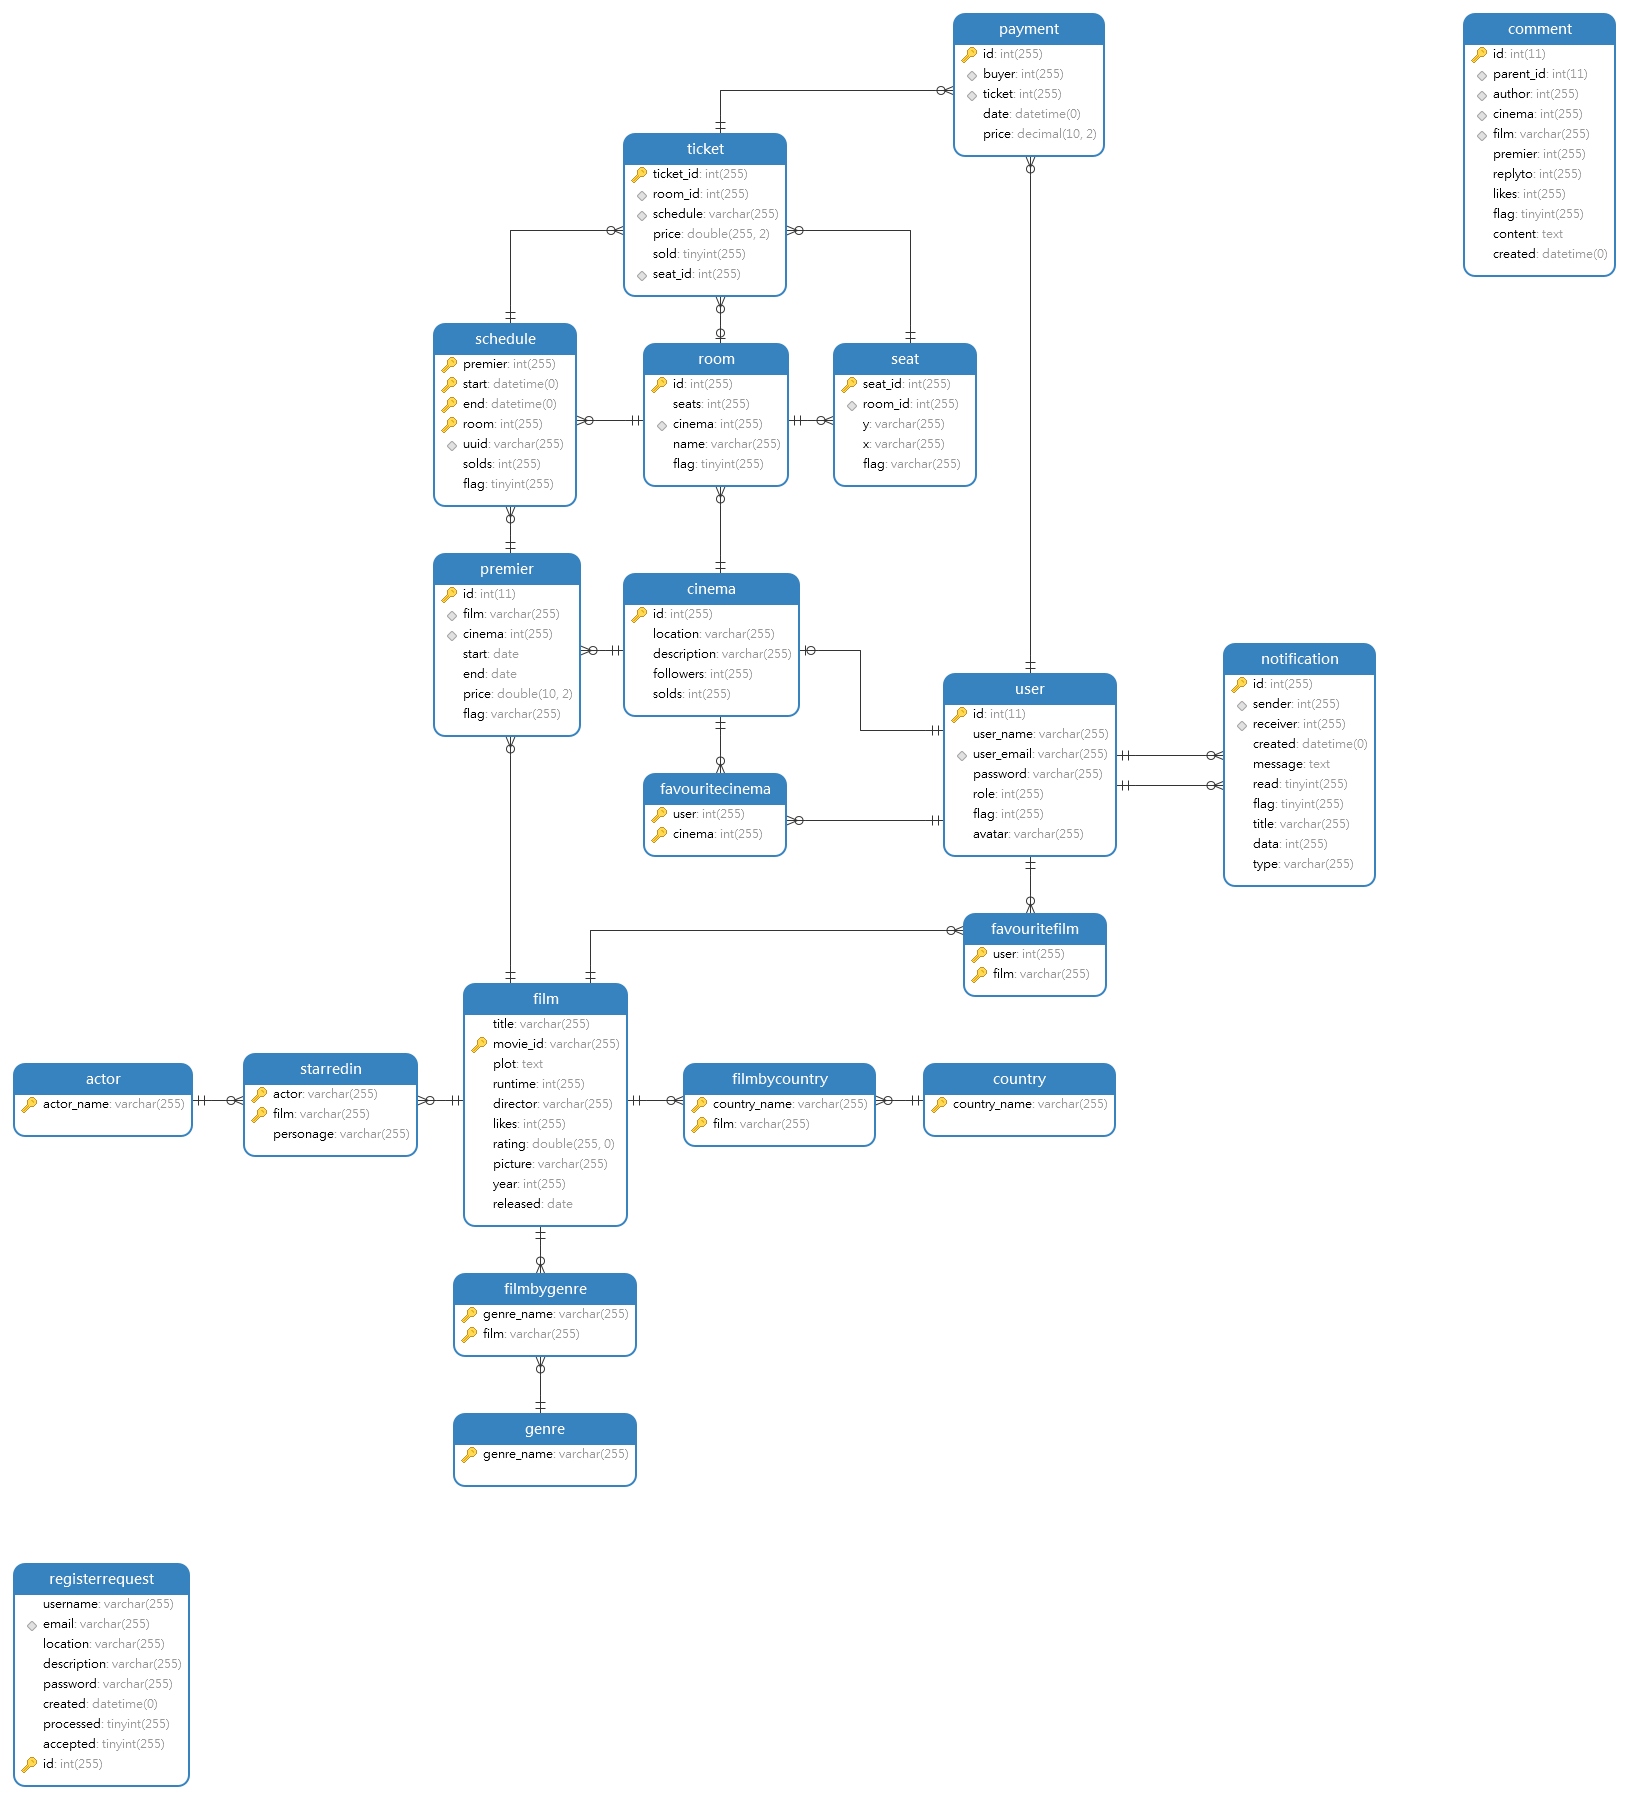 payment
id: int(255)
buyer: int(255)
ticket: int(255)
date: datetime(0)
price: decimal(10, 2)
comment
id: int(11)
parent_id: int(11)
author: int(255)
cinema: int(255)
film: varchar(255)
premier: int(255)
replyto: int(255)
likes: int(255)
flag: tinyint(255)
content: text
created: datetime(0)
ticket
ticket_id: int(255)
room_id: int(255)
schedule: varchar(255)
price: double(255, 2)
sold: tinyint(255)
seat_id: int(255)
schedule
premier: int(255)
start: datetime(0)
end: datetime(0)
room: int(255)
uuid: varchar(255)
solds: int(255)
flag: tinyint(255)
room
id: int(255)
seats: int(255)
cinema: int(255)
name: varchar(255)
flag: tinyint(255)
seat
seat_id: int(255)
room_id: int(255)
y: varchar(255)
x: varchar(255)
flag: varchar(255)
premier
id: int(11)
film: varchar(255)
cinema: int(255)
start: date
end: date
price: double(10, 2)
flag: varchar(255)
cinema
id: int(255)
location: varchar(255)
description: varchar(255)
followers: int(255)
solds: int(255)
user
id: int(11)
user_name: varchar(255)
user_email: varchar(255)
password: varchar(255)
role: int(255)
flag: int(255)
avatar: varchar(255)
notification
id: int(255)
sender: int(255)
receiver: int(255)
created: datetime(0)
message: text
read: tinyint(255)
flag: tinyint(255)
title: varchar(255)
data: int(255)
type: varchar(255)
favouritecinema
user: int(255)
cinema: int(255)
favouritefilm
user: int(255)
film: varchar(255)
film
title: varchar(255)
movie_id: varchar(255)
plot: text
runtime: int(255)
director: varchar(255)
likes: int(255)
rating: double(255, 0)
picture: varchar(255)
year: int(255)
released: date
actor
actor_name: varchar(255)
starredin
actor: varchar(255)
film: varchar(255)
personage: varchar(255)
filmbycountry
country_name: varchar(255)
film: varchar(255)
country
country_name: varchar(255)
filmbygenre
genre_name: varchar(255)
film: varchar(255)
genre
genre_name: varchar(255)
registerrequest
username: varchar(255)
email: varchar(255)
location: varchar(255)
description: varchar(255)
password: varchar(255)
created: datetime(0)
processed: tinyint(255)
accepted: tinyint(255)
id: int(255)